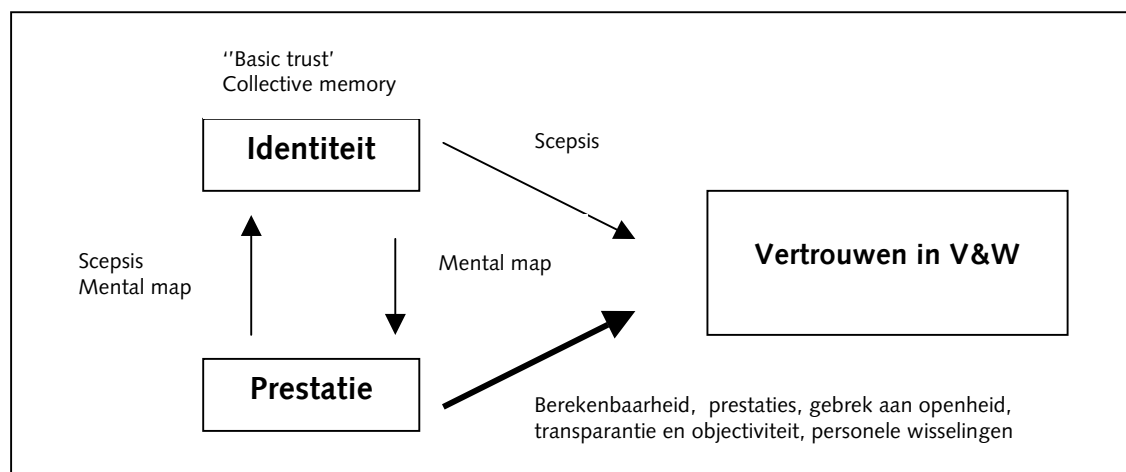 ‘’Basic trust’
Collective memory
Identiteit
Scepsis
Scepsis
Mental map
Mental map
Vertrouwen in V&W
Prestatie
Berekenbaarheid, prestaties, gebrek aan openheid,
transparantie en objectiviteit, personele wisselingen